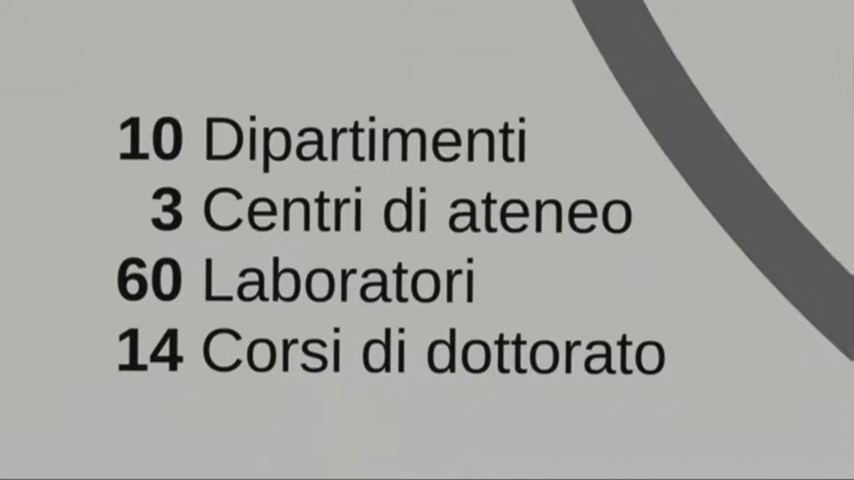 10 Dipartimenti
3 Centri di ateneo
60 Laboratori
14 Corsi di dottorato